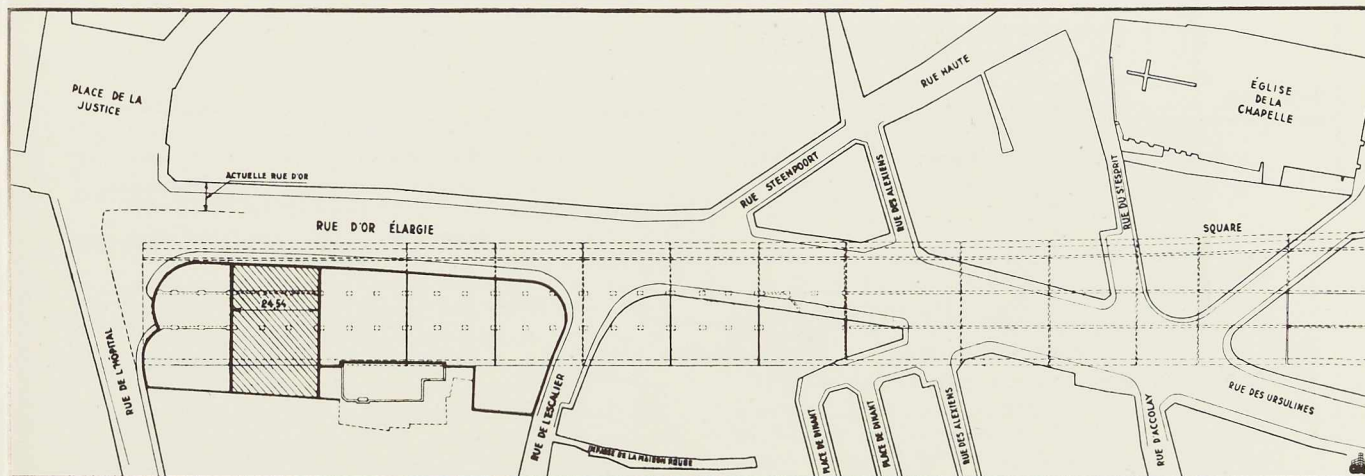 PLACE DE LA
JUSTICE
ACTUELLE RUE D'OR
RUE D'OR ÉLARGIE
24,54
RUE DE L'HÔPITAL
RUE DE L'ESCALIER
IMPASSE DE LA MAISON ROUGE
RUE STEENPOORT
RUE HAUTE
RUE DES ALEXIENS
RUE DU ST ESPRIT
ÉGLISE
DE LA
CHAPELLE
SQUARE
PLACE DE DINANT
PLACE DE DINANT
RUE DES ALEXIENS
RUE D'ACCOLAY
RUE DES URSULINES